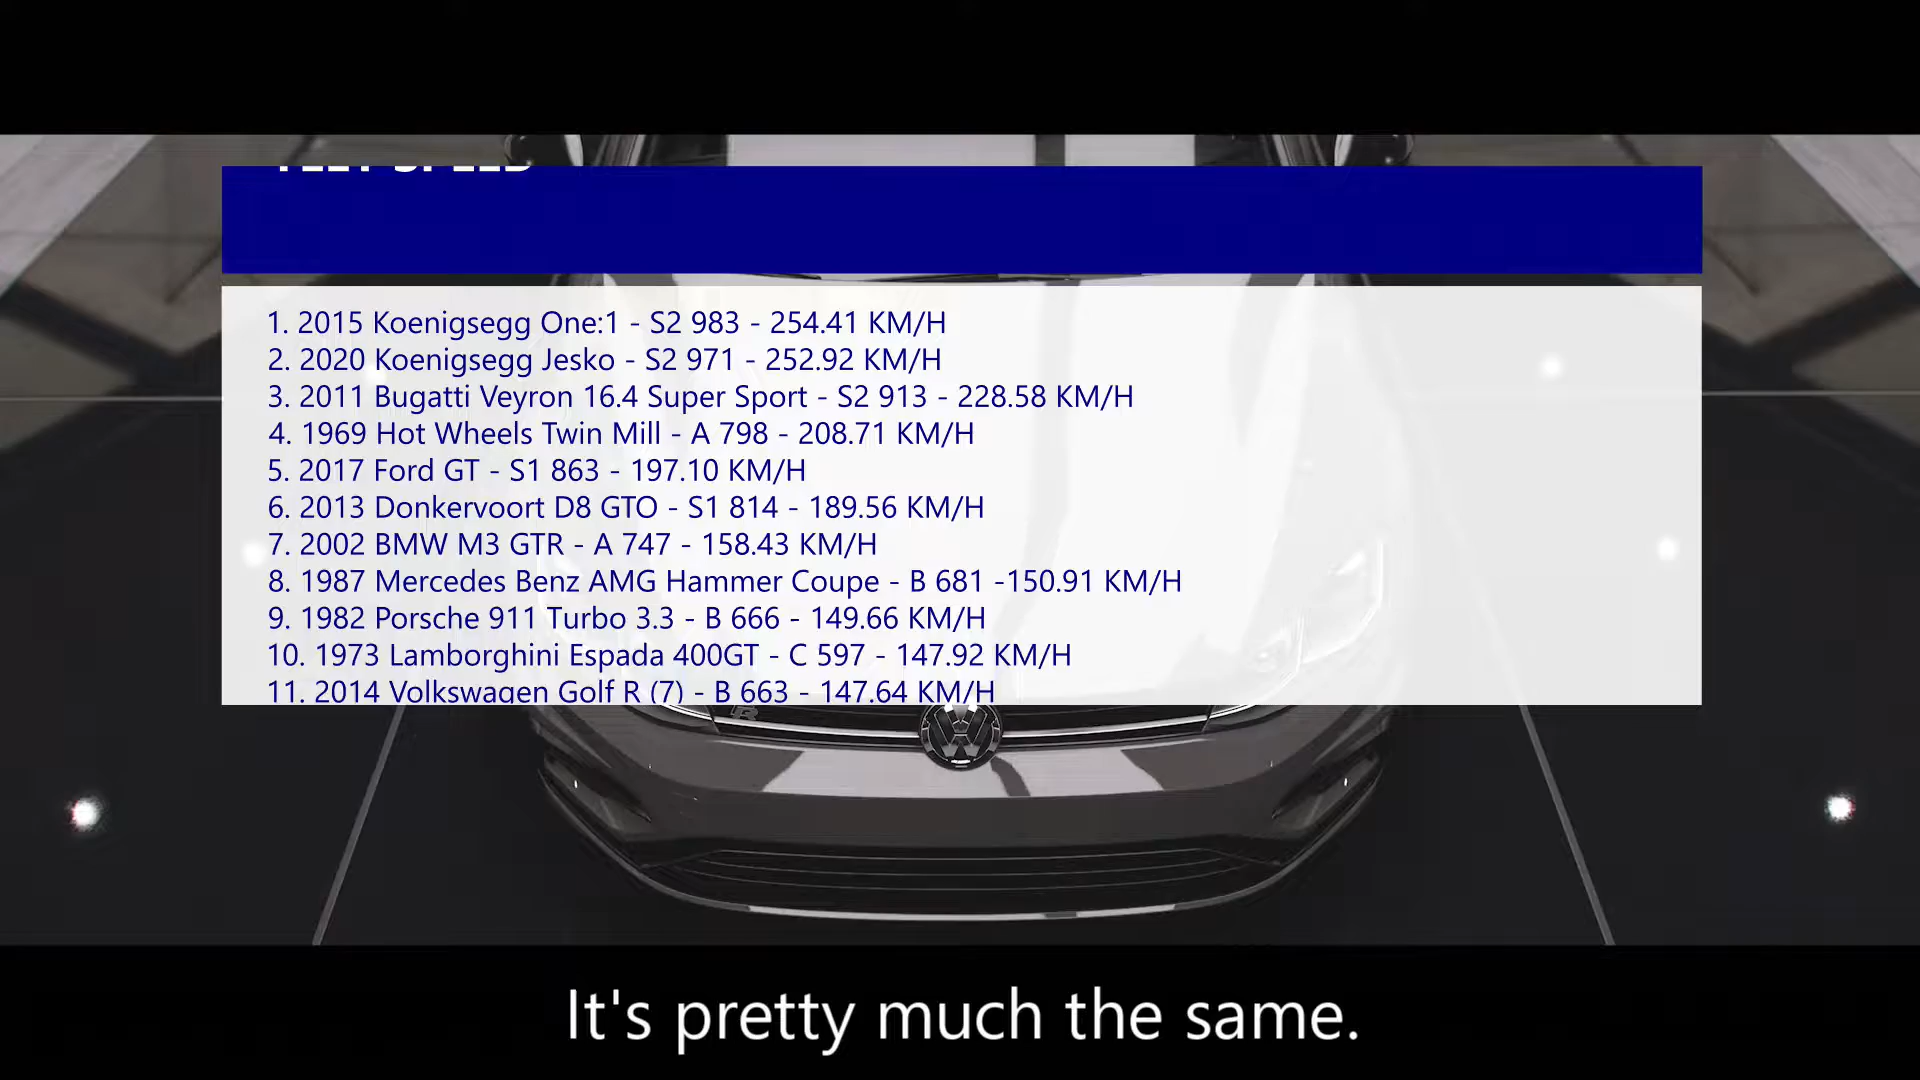 1. 2015 Koenigsegg One:1 - S2 983 - 254.41 KM/H
2. 2020 Koenigsegg Jesko - S2 971 - 252.92 KM/H
3. 2011 Bugatti Veyron 16.4 Super Sport - S2 913 - 228.58 KM/H
4. 1969 Hot Wheels Twin Mill - A 798 - 208.71 KM/H
5. 2017 Ford GT - S1 863 - 197.10 KM/H
6. 2013 Donkervoort D8 GTO - S1 814 - 189.56 KM/H
7. 2002 BMW M3 GTR - A 747 - 158.43 KM/H
8. 1987 Mercedes Benz AMG Hammer Coupe - B 681 -150.91 KM/H
9. 1982 Porsche 911 Turbo 3.3 - B 666 - 149.66 KM/H
10. 1973 Lamborghini Espada 400GT - C 597 - 147.92 KM/H
11. 2014 Volkswagen Golf R (7) - B 663 - 147.64 KM/H
R
VW
It's pretty much the same.